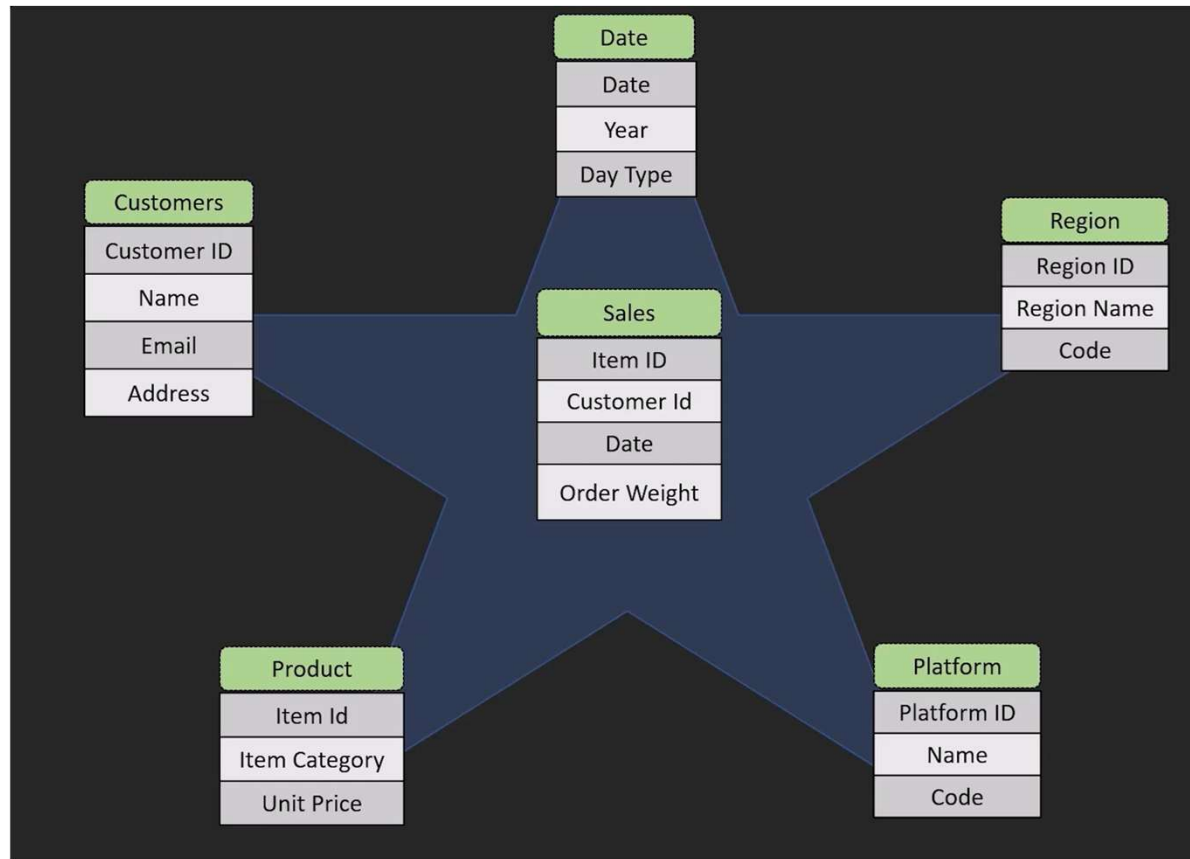 Date
Date
Year
Day Type
Customers
Customer ID
Name
Email
Address
Region
Region ID
Region Name
Code
Sales
Item ID
Customer Id
Date
Order Weight
Product
Item Id
Item Category
Unit Price
Platform
Platform ID
Name
Code